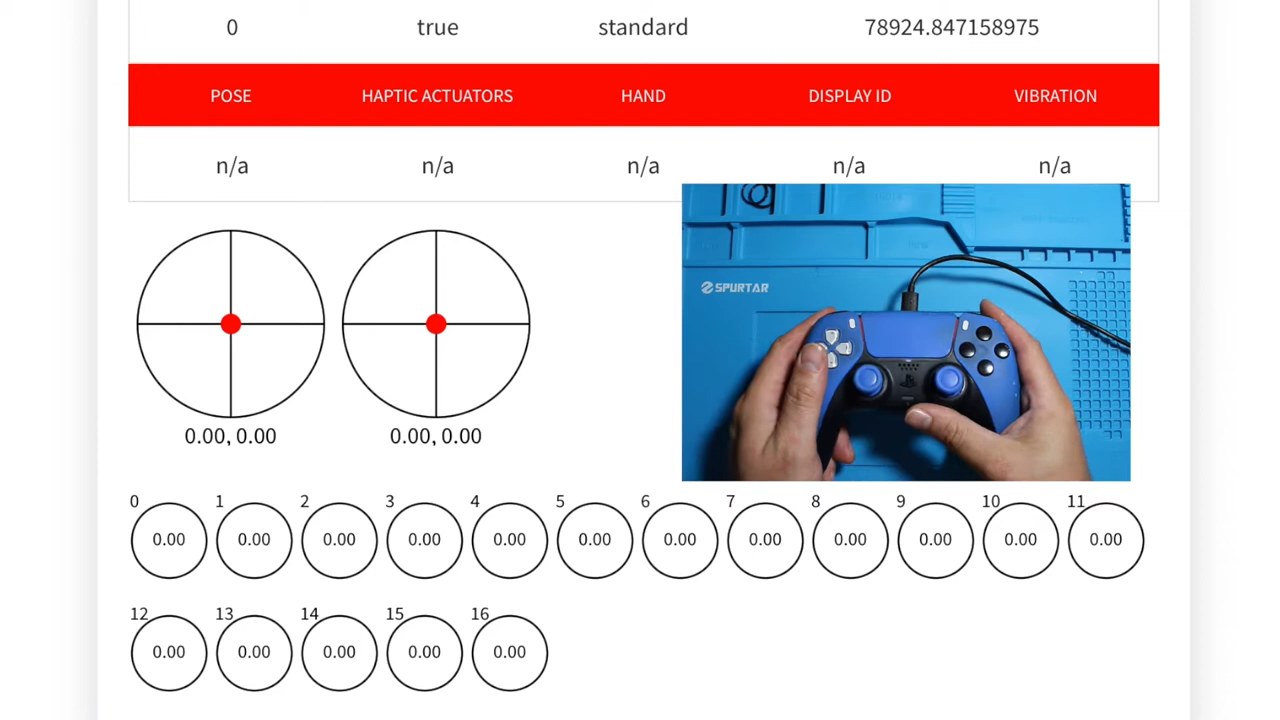 0 true standard 78924.847158975
POSE HAPTIC ACTUATORS HAND DISPLAY ID VIBRATION
n/a n/a n/a n/a n/a
SPURTAR
0.00, 0.00 0.00, 0.00
0 1 2 3 4 5 6 7 8 9 10 11
0.00 0.00 0.00 0.00 0.00 0.00 0.00 0.00 0.00 0.00 0.00 0.00
12 13 14 15 16
0.00 0.00 0.00 0.00 0.00